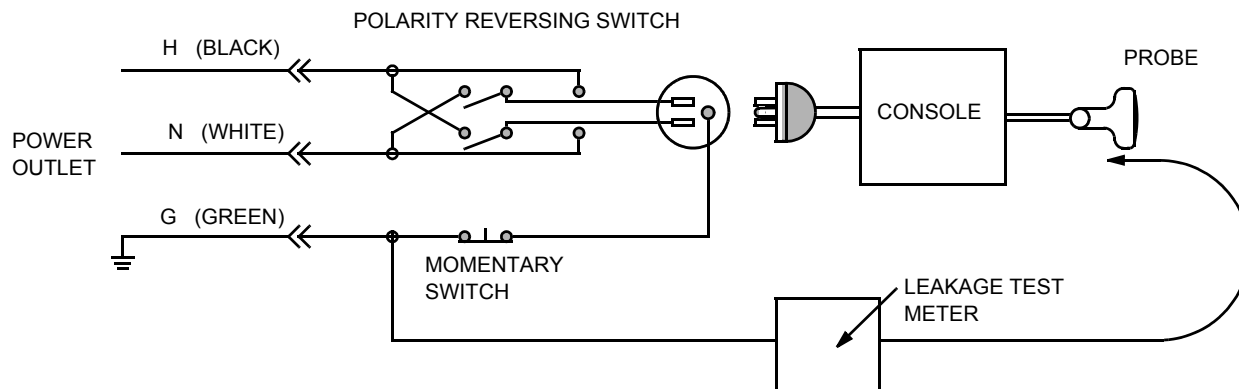 POLARITY REVERSING SWITCH
H (BLACK)
PROBE
CONSOLE
N (WHITE)
POWER
OUTLET
G (GREEN)
MOMENTARY
SWITCH
LEAKAGE TEST
METER